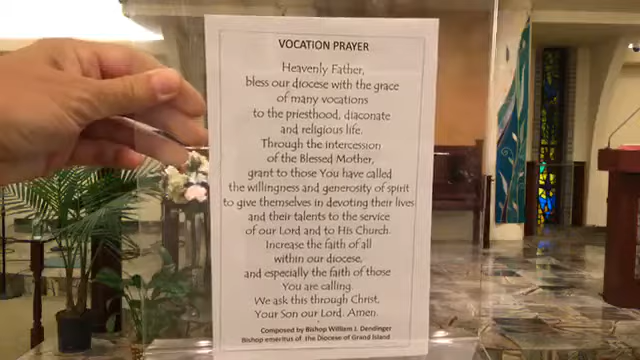 VOCATION PRAYER
Heavenly Father,
bless our diocese with the grace
of many vocations
to the priesthood, diaconate
and religious life.
Through the intercession
of the Blessed Mother,
grant to those You have called
the willingness and generosity of spirit
to give themselves in devoting their lives
and their talents to the service
of our Lord and to His Church.
Increase the faith of all
within our diocese,
and especially the faith of those
You are calling.
We ask this through Christ,
Your Son our Lord. Amen.
Composed by Bishop William J. Dendinger
Bishop emeritus of the Diocese of Grand Island